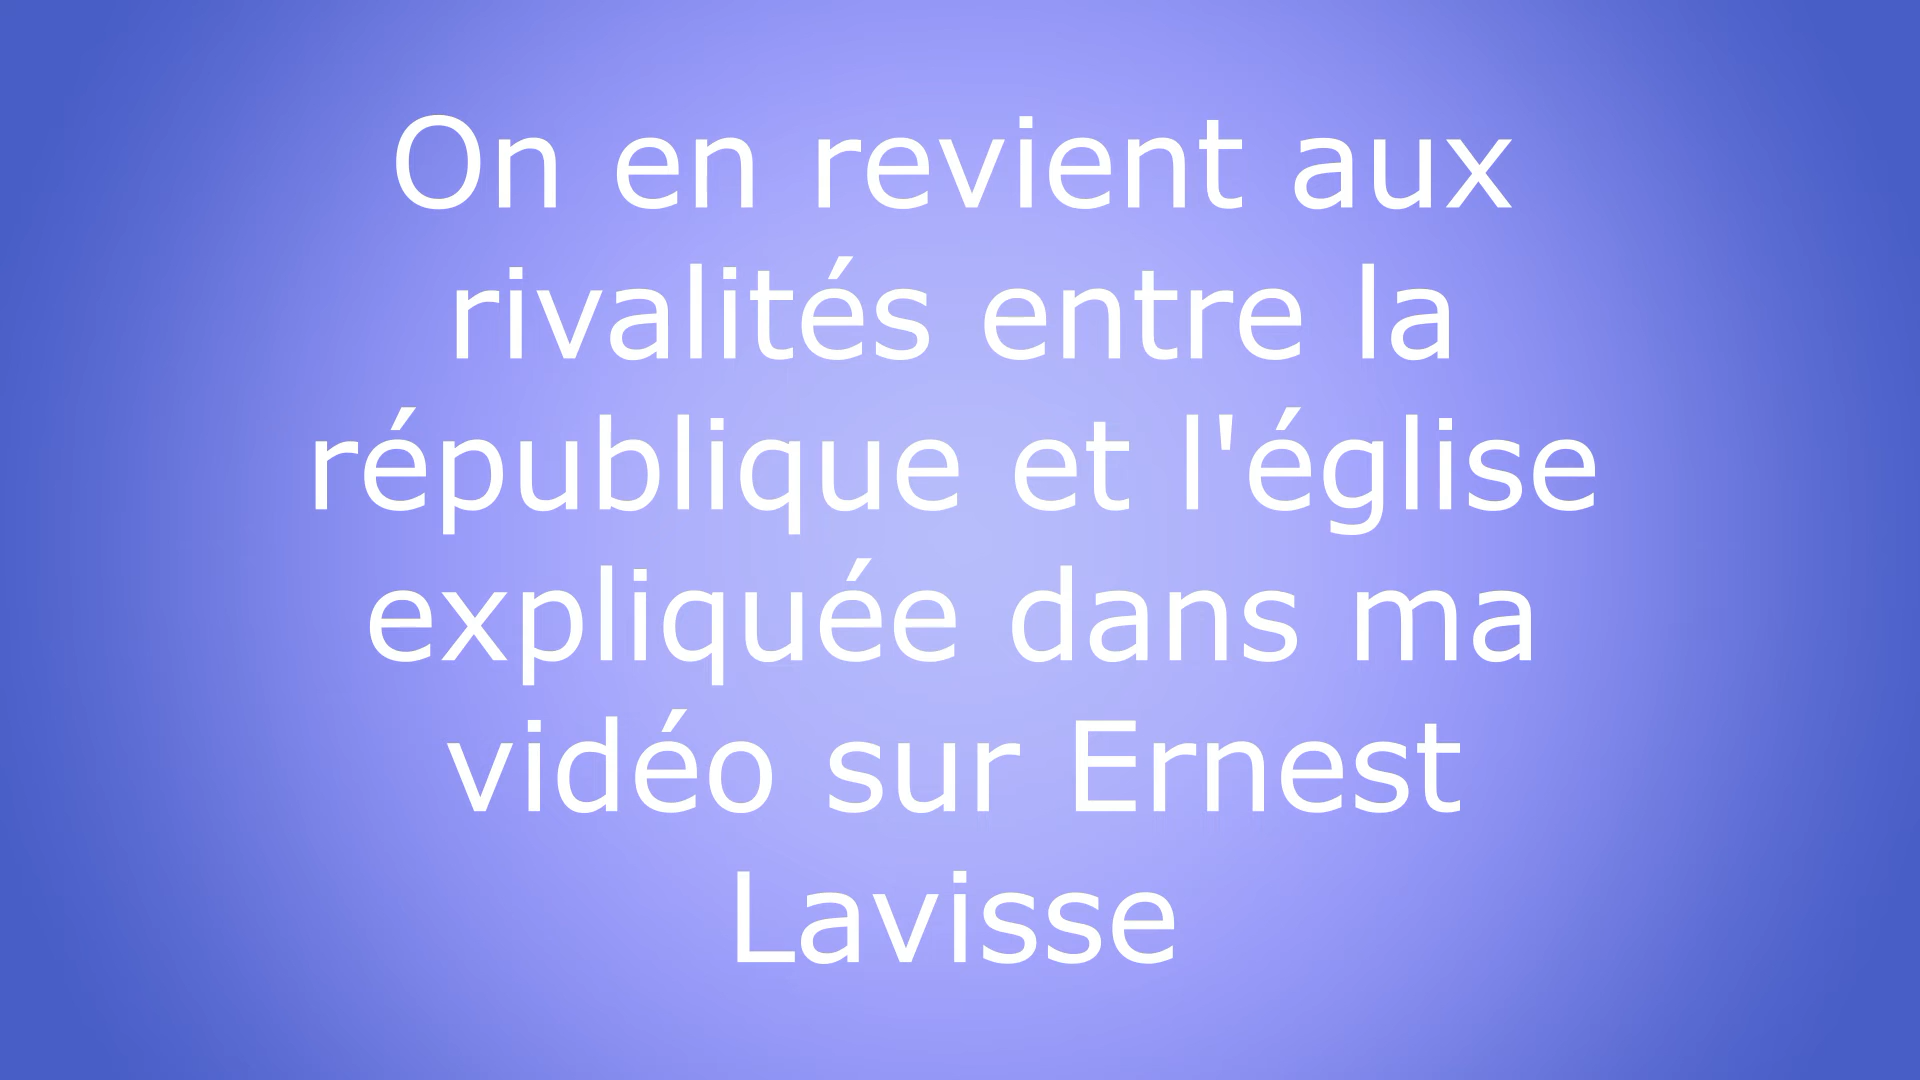 On en revient aux
rivalités entre la
république et l'église
expliquée dans ma
vidéo sur Ernest
Lavisse